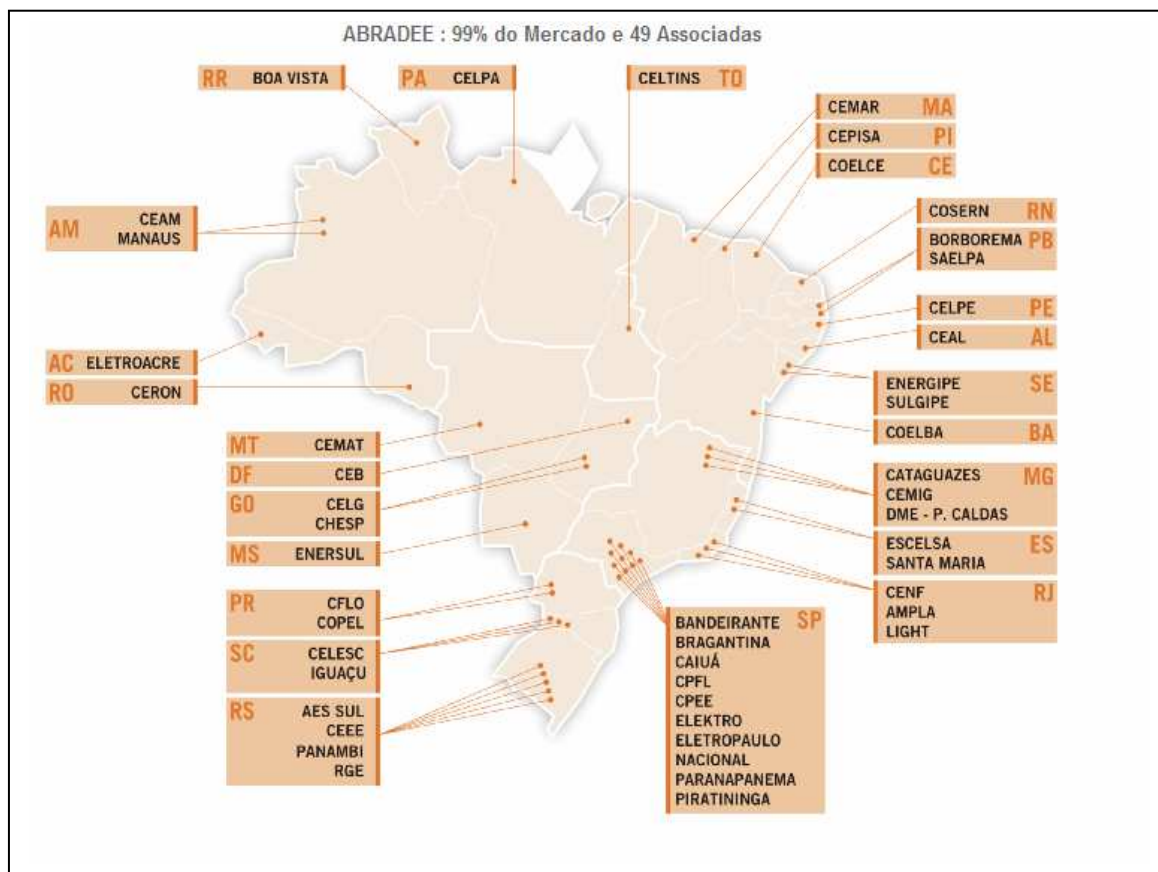 ABRADEE : 99% do Mercado e 49 Associadas
RR BOA VISTA
PA CELPA
CELTINS TO
CEMAR MA
CEPISA PI
COELCE CE
AM CEAM
MANAUS
COSERN RN
BORBOREMA PB
SAELPA
CELPE PE
CEAL AL
AC ELETROACRE
RO CERON
ENERGIPE SE
SULGIPE
COELBA BA
MT CEMAT
DF CEB
GO CELG
CHESP
MS ENERSUL
CATAGUAZES MG
CEMIG
DME - P. CALDAS
ESCELSA ES
SANTA MARIA
CENF RJ
AMPLA
LIGHT
PR CFLO
COPEL
SC CELESC
IGUAÇU
RS AES SUL
CEEE
PANAMBI
RGE
BANDEIRANTE SP
BRAGANTINA
CAIUÁ
CPFL
CPEE
ELEKTRO
ELETROPAULO
NACIONAL
PARANAPANEMA
PIRATININGA